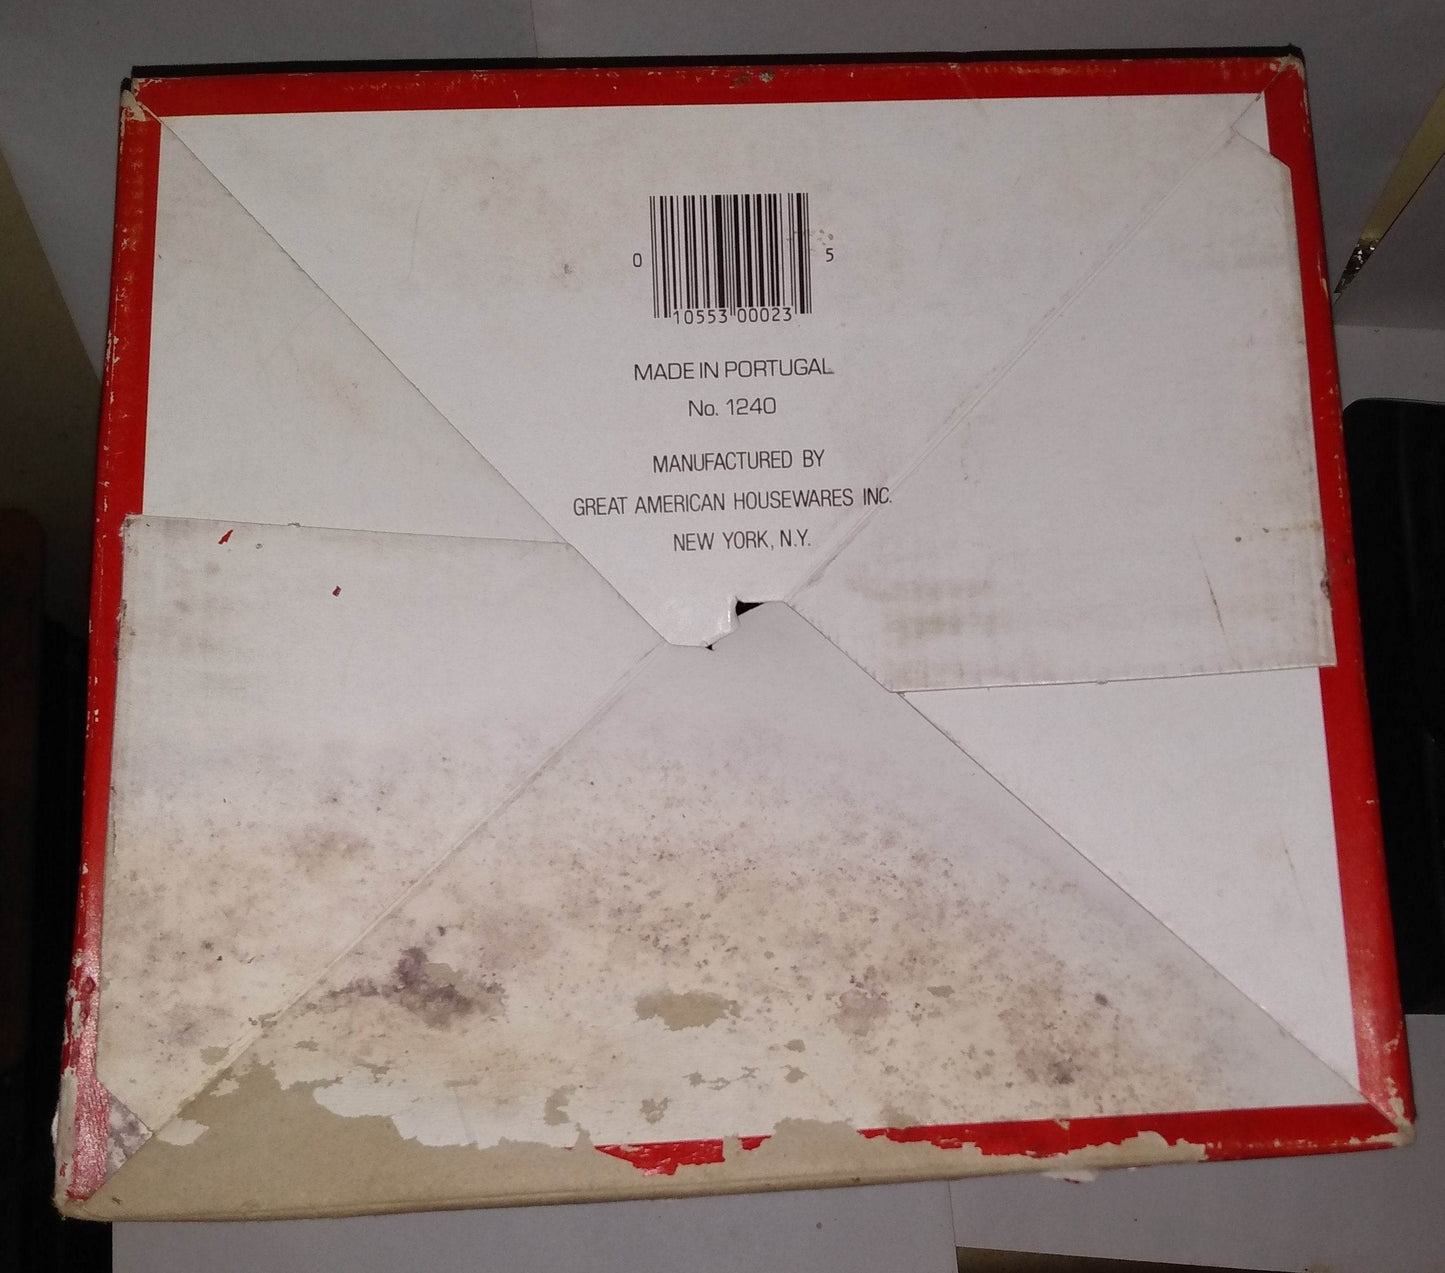 0 10553 00023 5
MADE IN PORTUGAL
No. 1240
MANUFACTURED BY
GREAT AMERICAN HOUSEWARES INC.
NEW YORK, N.Y.